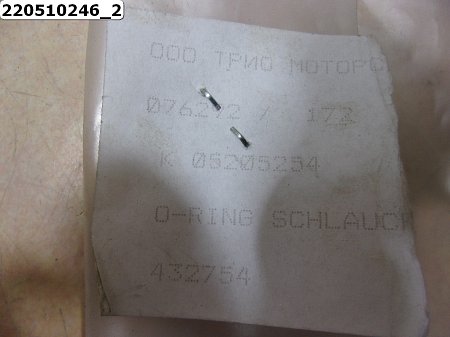 220510246_2
ООО ТРИО МОТОРС
076272 / 172
K 05205254
O-RING SCHLAUCH
432754